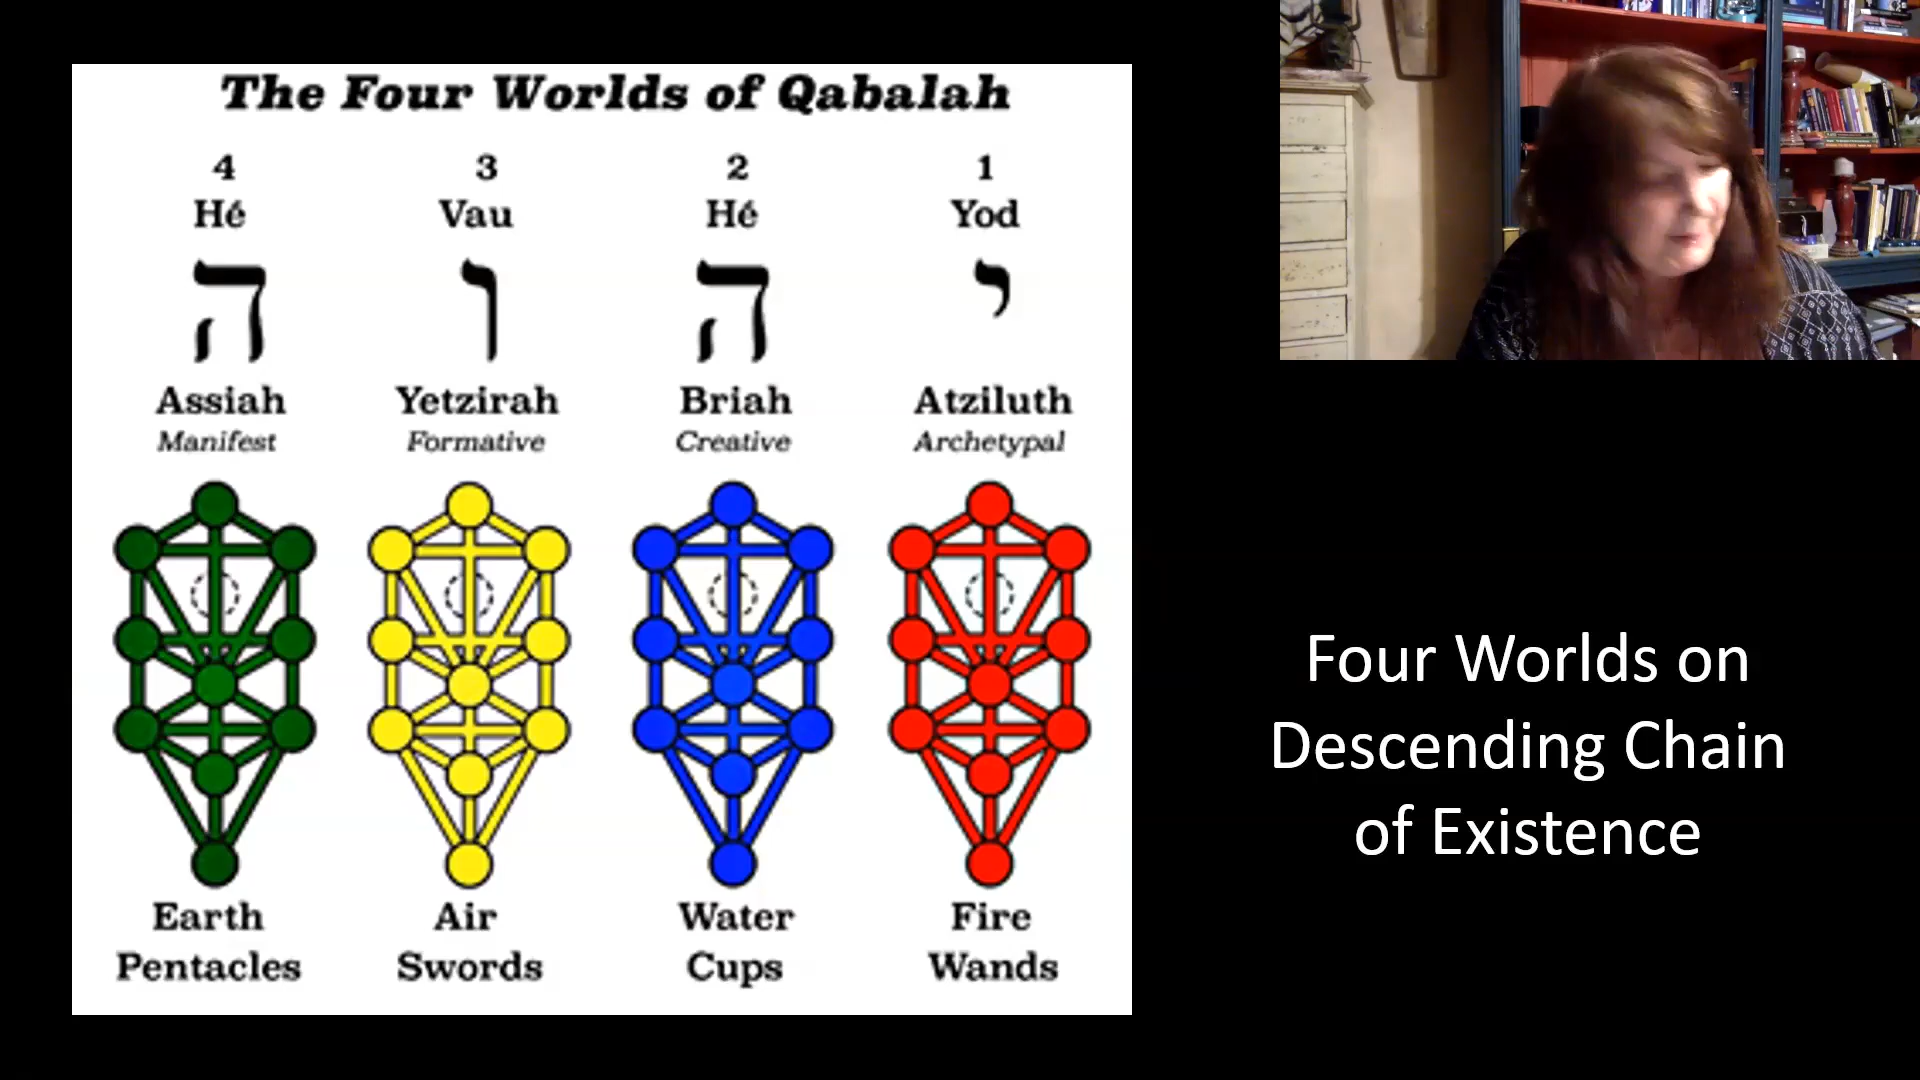 The Four Worlds of Qabalah
4 3 2 1
Hé Vau Hé Yod
ה ו ה י
Assiah Yetzirah Briah Atziluth
Manifest Formative Creative Archetypal
Earth Air Water Fire
Pentacles Swords Cups Wands
Four Worlds on
Descending Chain
of Existence